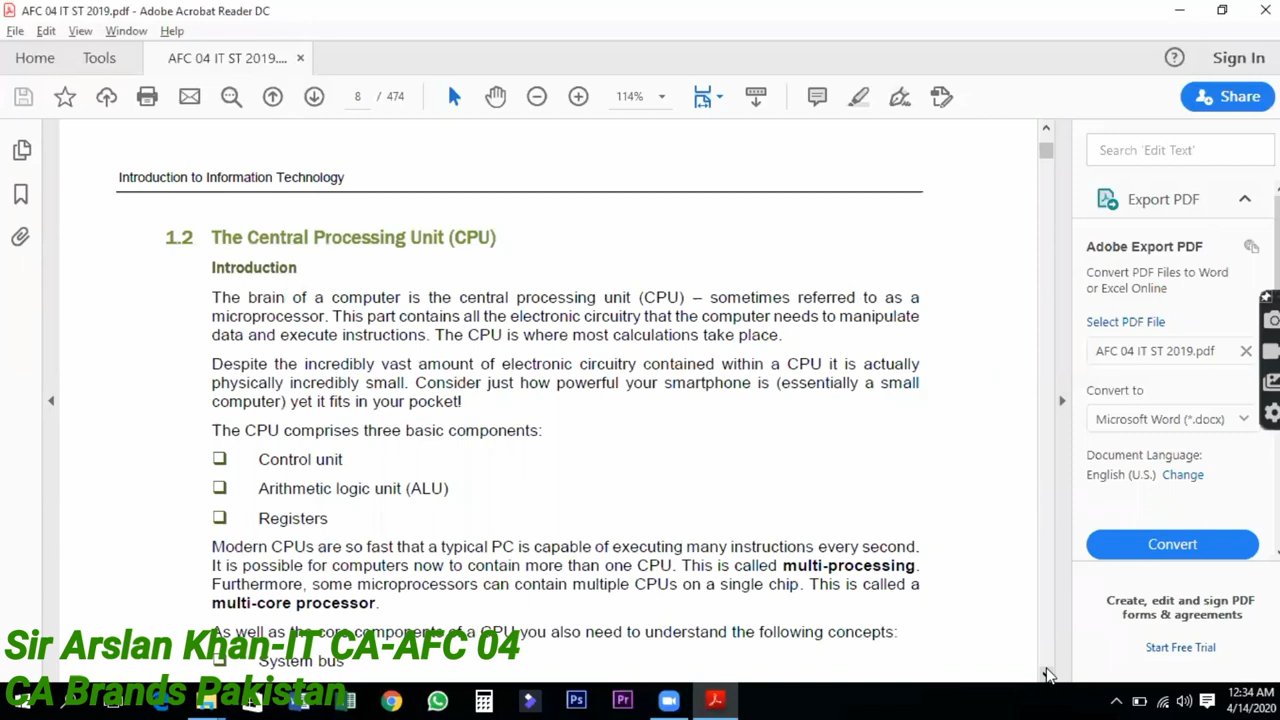 AFC 04 IT ST 2019.pdf - Adobe Acrobat Reader DC
File Edit View Window Help
Home Tools AFC 04 IT ST 2019.... × Sign In
8 / 474 114% Share
Search 'Edit Text'
Introduction to Information Technology
Export PDF
1.2 The Central Processing Unit (CPU)
Introduction
The brain of a computer is the central processing unit (CPU) – sometimes referred to as a
microprocessor. This part contains all the electronic circuitry that the computer needs to manipulate
data and execute instructions. The CPU is where most calculations take place.
Despite the incredibly vast amount of electronic circuitry contained within a CPU it is actually
physically incredibly small. Consider just how powerful your smartphone is (essentially a small
computer) yet it fits in your pocket!
The CPU comprises three basic components:
Control unit
Arithmetic logic unit (ALU)
Registers
Modern CPUs are so fast that a typical PC is capable of executing many instructions every second.
It is possible for computers now to contain more than one CPU. This is called multi-processing.
Furthermore, some microprocessors can contain multiple CPUs on a single chip. This is called a
multi-core processor.
As well as the core components of a CPU you also need to understand the following concepts:
System bus
Adobe Export PDF
Convert PDF Files to Word
or Excel Online
Select PDF File
AFC 04 IT ST 2019.pdf
Convert to
Microsoft Word (*.docx)
Document Language:
English (U.S.) Change
Convert
Create, edit and sign PDF
forms & agreements
Start Free Trial
Sir Arslan Khan-IT CA-AFC 04
CA Brands Pakistan
Ps Pr
12:34 AM
4/14/2020